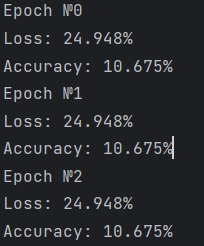 Epoch №0
Loss: 24.948%
Accuracy: 10.675%
Epoch №1
Loss: 24.948%
Accuracy: 10.675%
Epoch №2
Loss: 24.948%
Accuracy: 10.675%